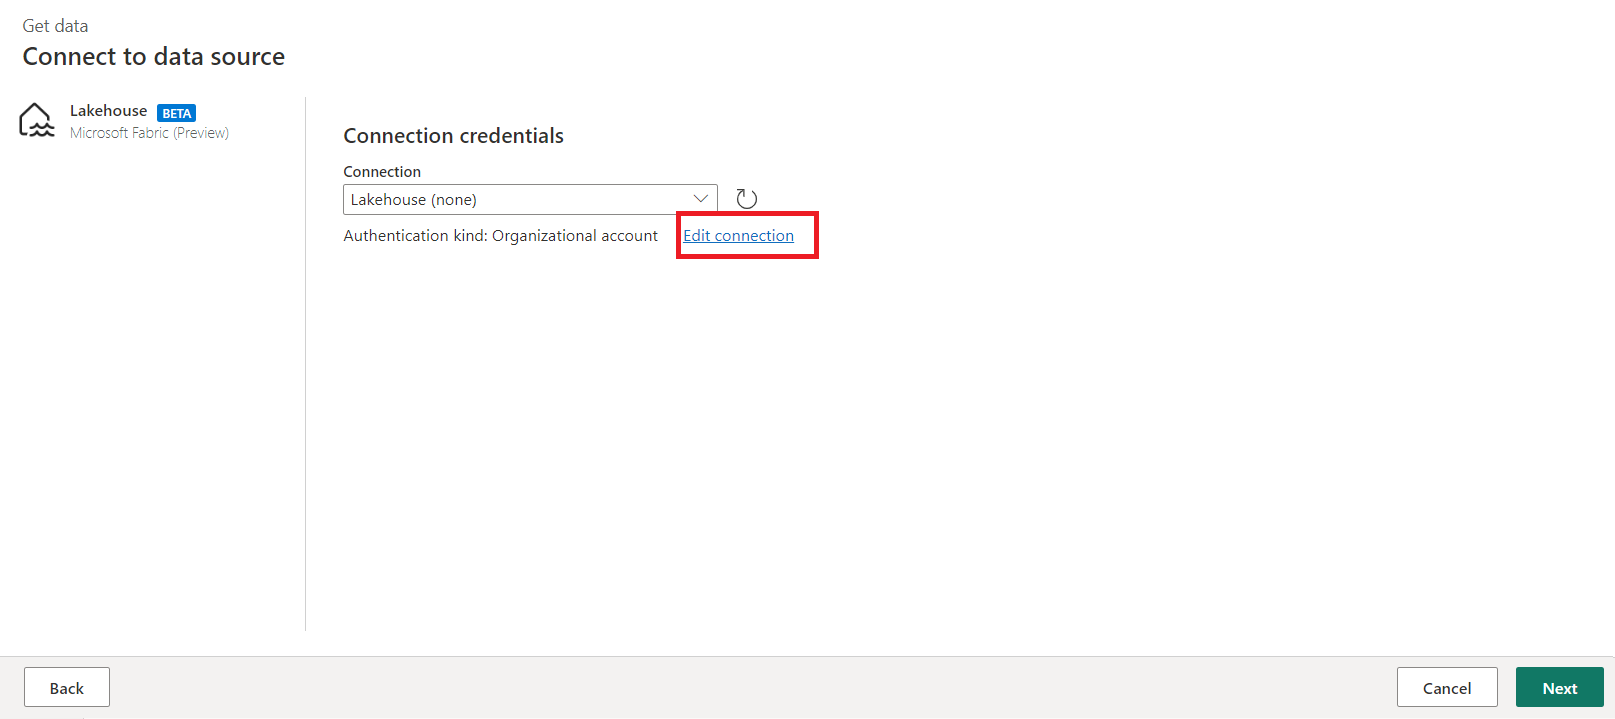 Get data
Connect to data source
Lakehouse BETA
Microsoft Fabric (Preview)
Connection credentials
Connection
Lakehouse (none)
Authentication kind: Organizational account Edit connection
Back Cancel Next